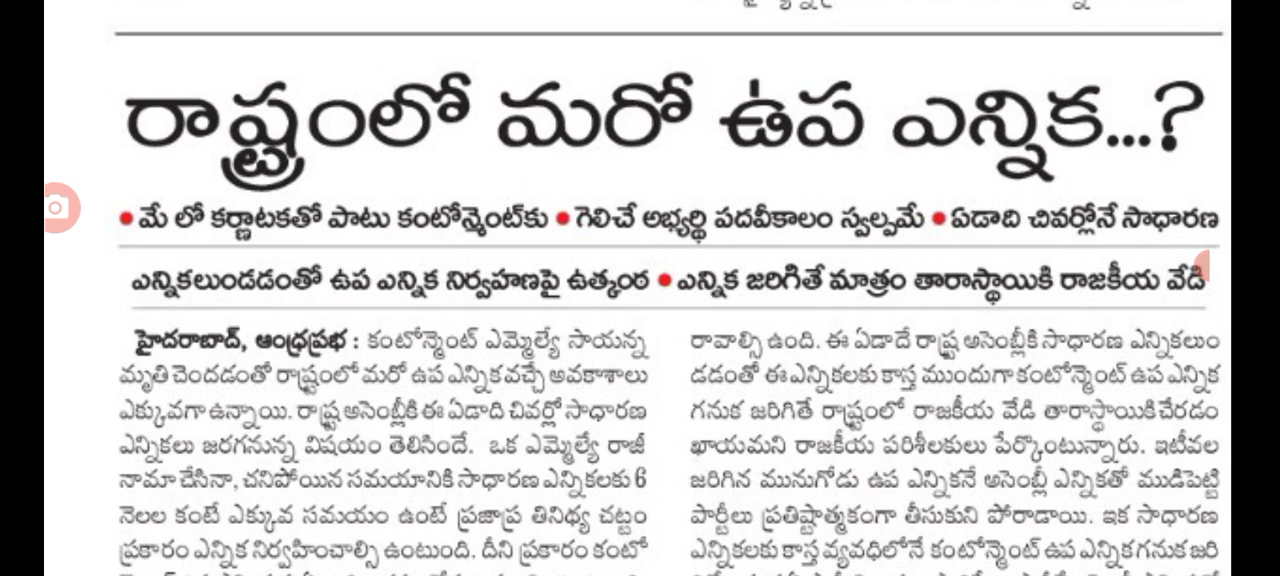 రాష్ట్రంలో మరో ఉప ఎన్నిక...?
• మే లో కర్ణాటకతో పాటు కంటోన్మెంట్‌కు • గెలిచే అభ్యర్థి పదవీకాలం స్వల్పమే • ఏడాది చివర్లోనే సాధారణ
ఎన్నికలుండడంతో ఉప ఎన్నిక నిర్వహణపై ఉత్కంఠ • ఎన్నిక జరిగితే మాత్రం తారాస్థాయికి రాజకీయ వేడి
హైదరాబాద్, ఆంధ్రప్రభ : కంటోన్మెంట్ ఎమ్మెల్యే సాయన్న
మృతి చెందడంతో రాష్ట్రంలో మరో ఉప ఎన్నిక వచ్చే అవకాశాలు
ఎక్కువగా ఉన్నాయి. రాష్ట్ర అసెంబ్లీకి ఈ ఏడాది చివర్లో సాధారణ
ఎన్నికలు జరగనున్న విషయం తెలిసిందే. ఒక ఎమ్మెల్యే రాజీ
నామా చేసినా, చనిపోయిన సమయానికి సాధారణ ఎన్నికలకు 6
నెలల కంటే ఎక్కువ సమయం ఉంటే ప్రజాప్ర తినిథ్య చట్టం
ప్రకారం ఎన్నిక నిర్వహించాల్సి ఉంటుంది. దీని ప్రకారం కంటో
రావాల్సి ఉంది. ఈ ఏడాదే రాష్ట్ర అసెంబ్లీకి సాధారణ ఎన్నికలుం
డడంతో ఈ ఎన్నికలకు కాస్త ముందుగా కంటోన్మెంట్ ఉప ఎన్నిక
గనుక జరిగితే రాష్ట్రంలో రాజకీయ వేడి తారాస్థాయికి చేరడం
ఖాయమని రాజకీయ పరిశీలకులు పేర్కొంటున్నారు. ఇటీవల
జరిగిన మునుగోడు ఉప ఎన్నికనే అసెంబ్లీ ఎన్నికతో ముడిపెట్టి
పార్టీలు ప్రతిష్టాత్మకంగా తీసుకుని పోరాడాయి. ఇక సాధారణ
ఎన్నికలకు కాస్త వ్యవధిలోనే కంటోన్మెంట్ ఉప ఎన్నిక గనుక జరి